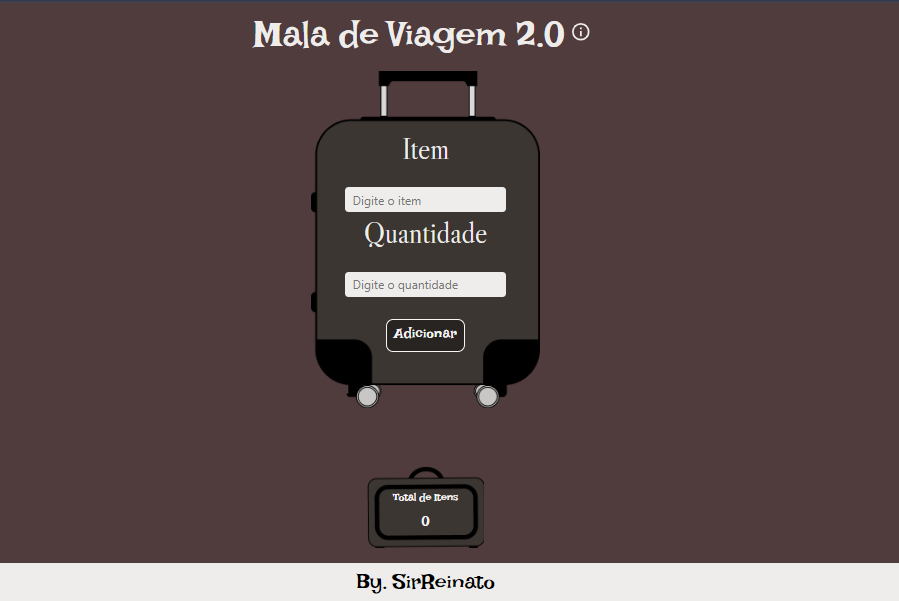 Mala de Viagem 2.0
Item
Digite o item
Quantidade
Digite o quantidade
Adicionar
Total de Itens
0
By. SirReinato